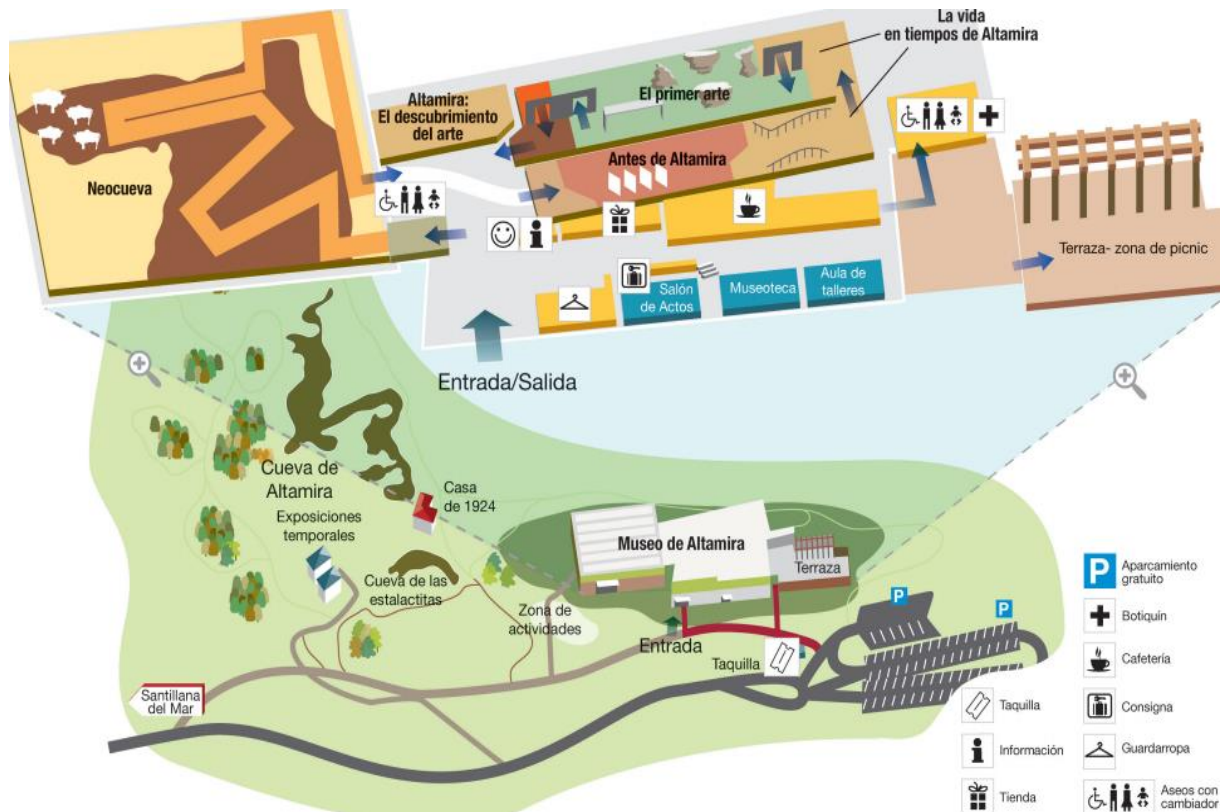 La vida
en tiempos de Altamira
Altamira:
El descubrimiento
del arte
El primer arte
Neocueva
Antes de Altamira
Terraza- zona de picnic
Salón
de Actos
Museoteca
Aula de
talleres
Entrada/Salida
Cueva de
Altamira
Casa
de 1924
Exposiciones
temporales
Museo de Altamira
Terraza
Cueva de las
estalactitas
Zona de
actividades
Entrada
Taquilla
P
P
Santillana
del Mar
P
Aparcamiento
gratuito
Botiquín
Cafetería
Taquilla
Consigna
Información
Guardarropa
Tienda
Aseos con
cambiador